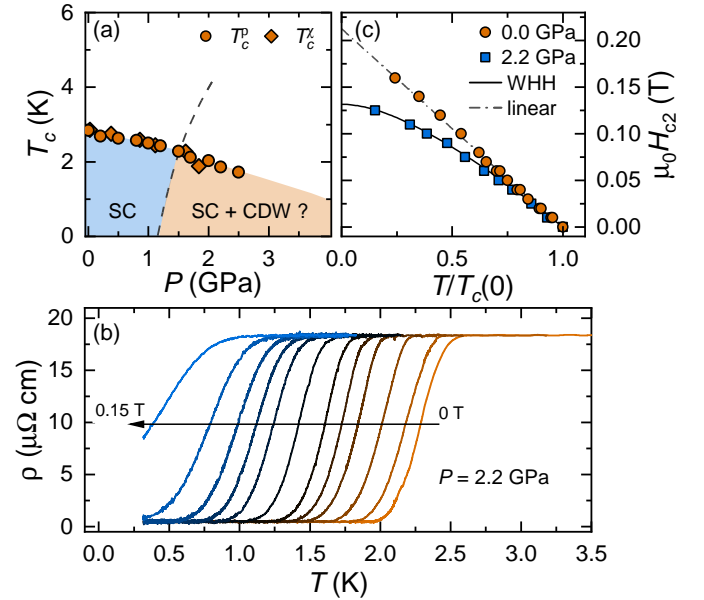 (a)
T_c^ρ T_c^χ
6
4
2
0
T_c (K)
SC
SC + CDW ?
0 1 2 3 4
P (GPa)
(c)
0.0 GPa
2.2 GPa
WHH
linear
0.20
0.15
0.10
0.05
0.00
μ₀H_c2 (T)
0.0 0.5 1.0
T/T_c(0)
(b)
20
15
10
5
0
ρ (μΩ cm)
0.15 T
0 T
P = 2.2 GPa
0.0 0.5 1.0 1.5 2.0 2.5 3.0 3.5
T (K)